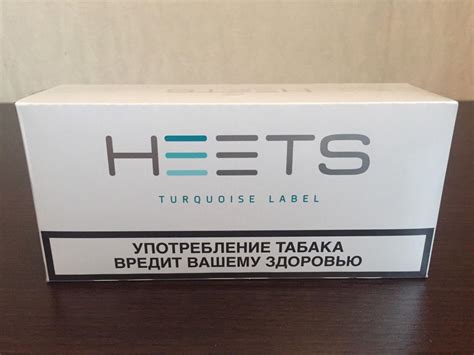 HEETS
TURQUOISE LABEL
УПОТРЕБЛЕНИЕ ТАБАКА
ВРЕДИТ ВАШЕМУ ЗДОРОВЬЮ